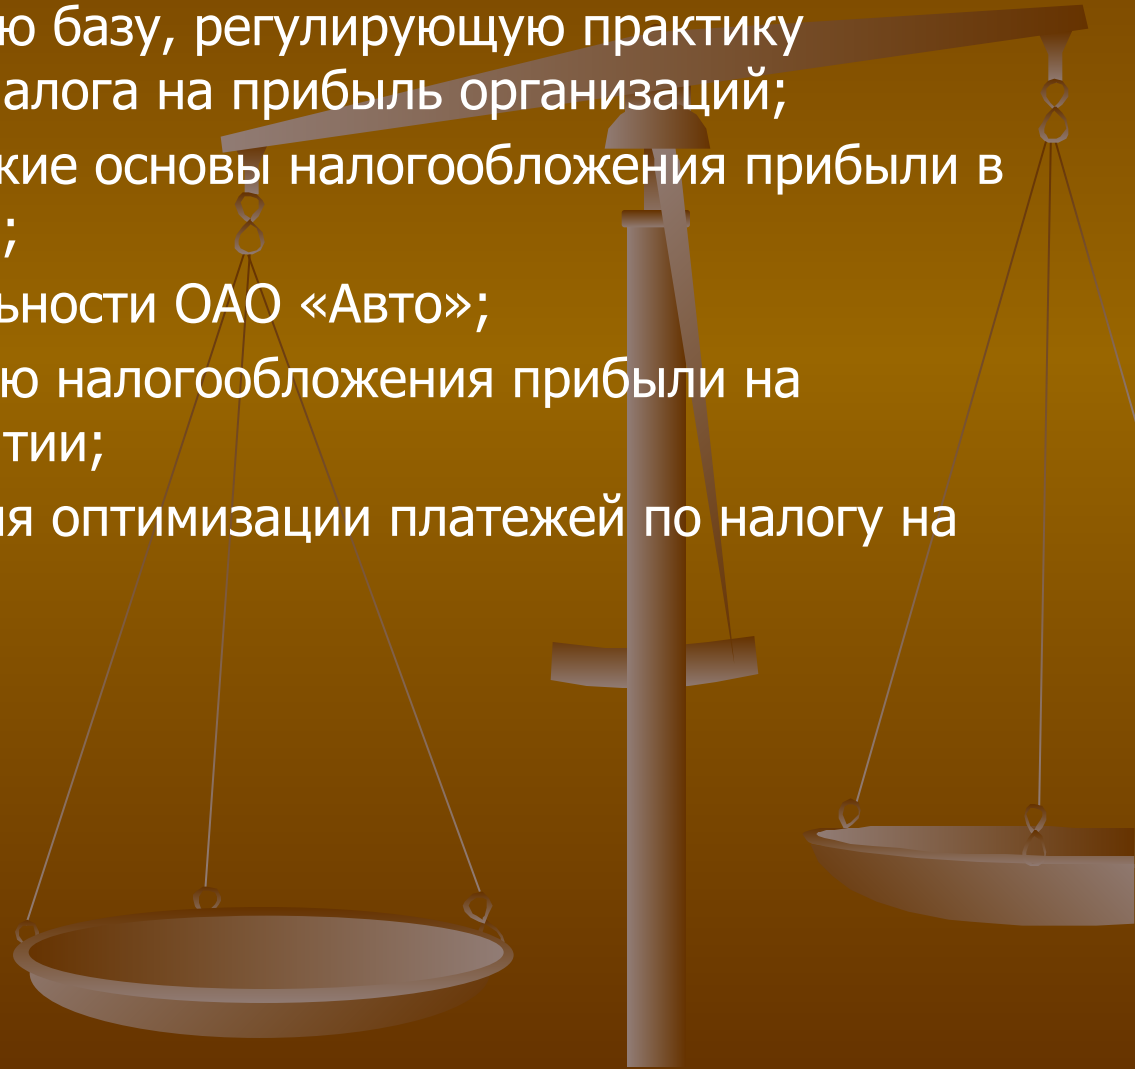 ю базу, регулирующую практику
алога на прибыль организаций;
кие основы налогообложения прибыли в
;
ьности ОАО «Авто»;
ю налогообложения прибыли на
тии;
ия оптимизации платежей по налогу на